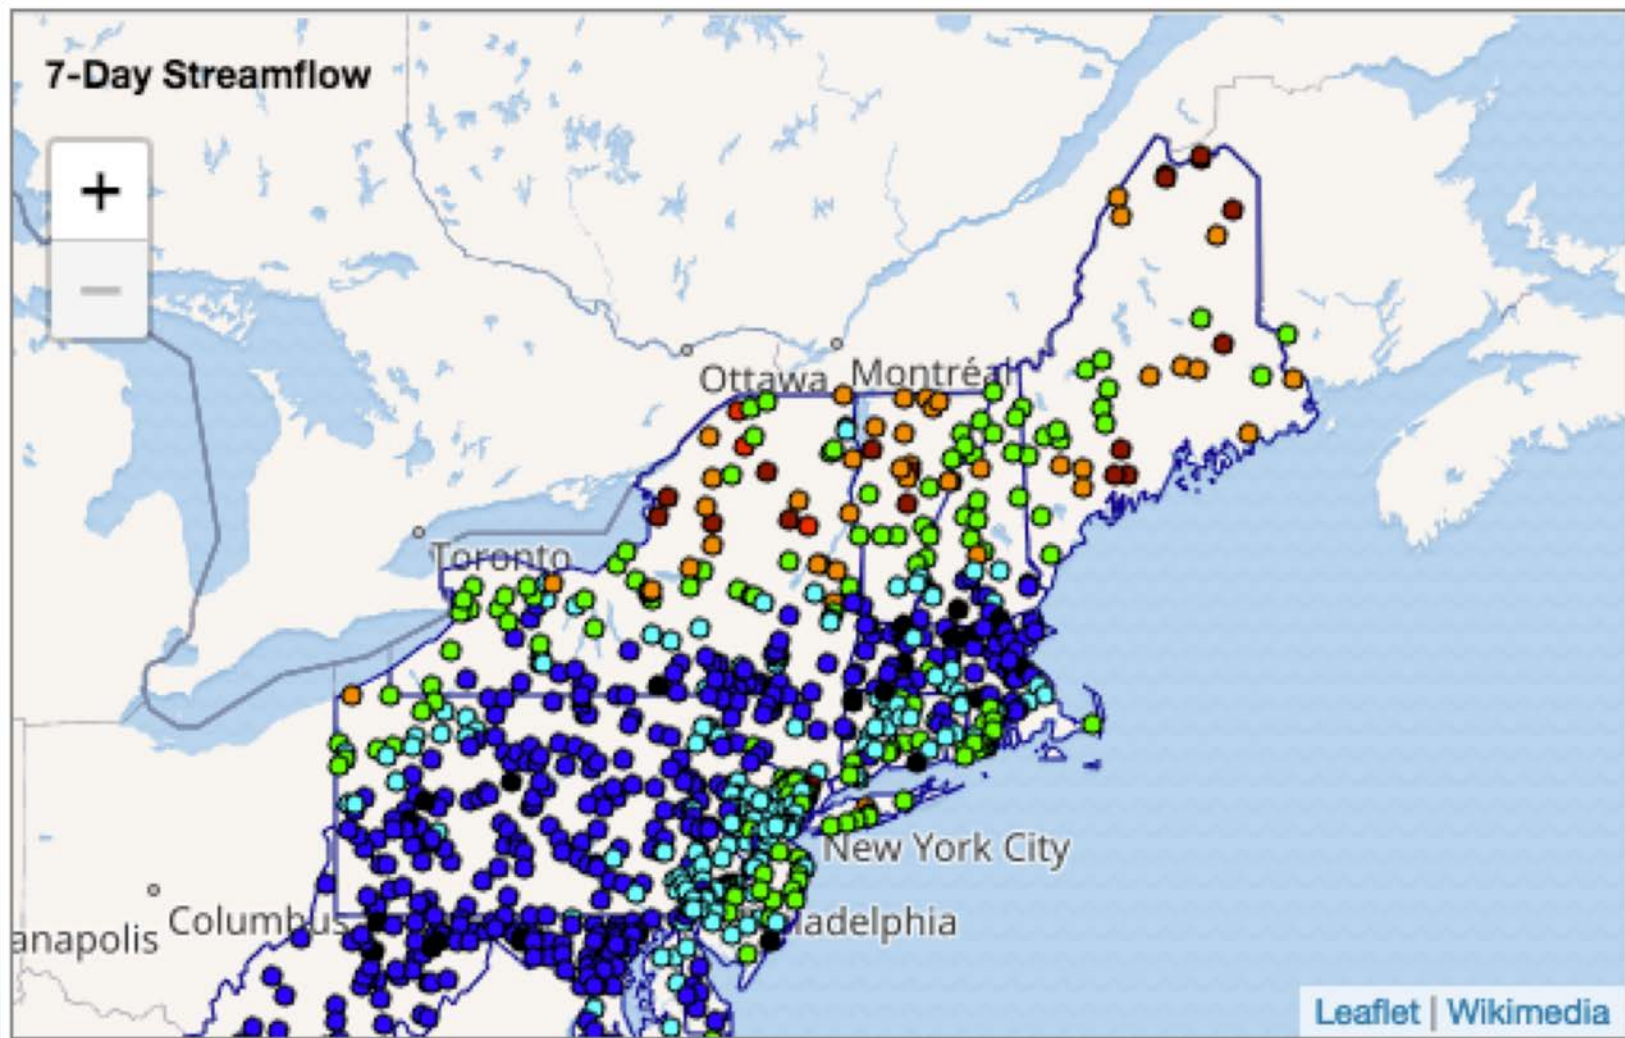 7-Day Streamflow
+
−
Ottawa
Montréal
Toronto
New York City
Columbus
adelphia
anapolis
Leaflet | Wikimedia